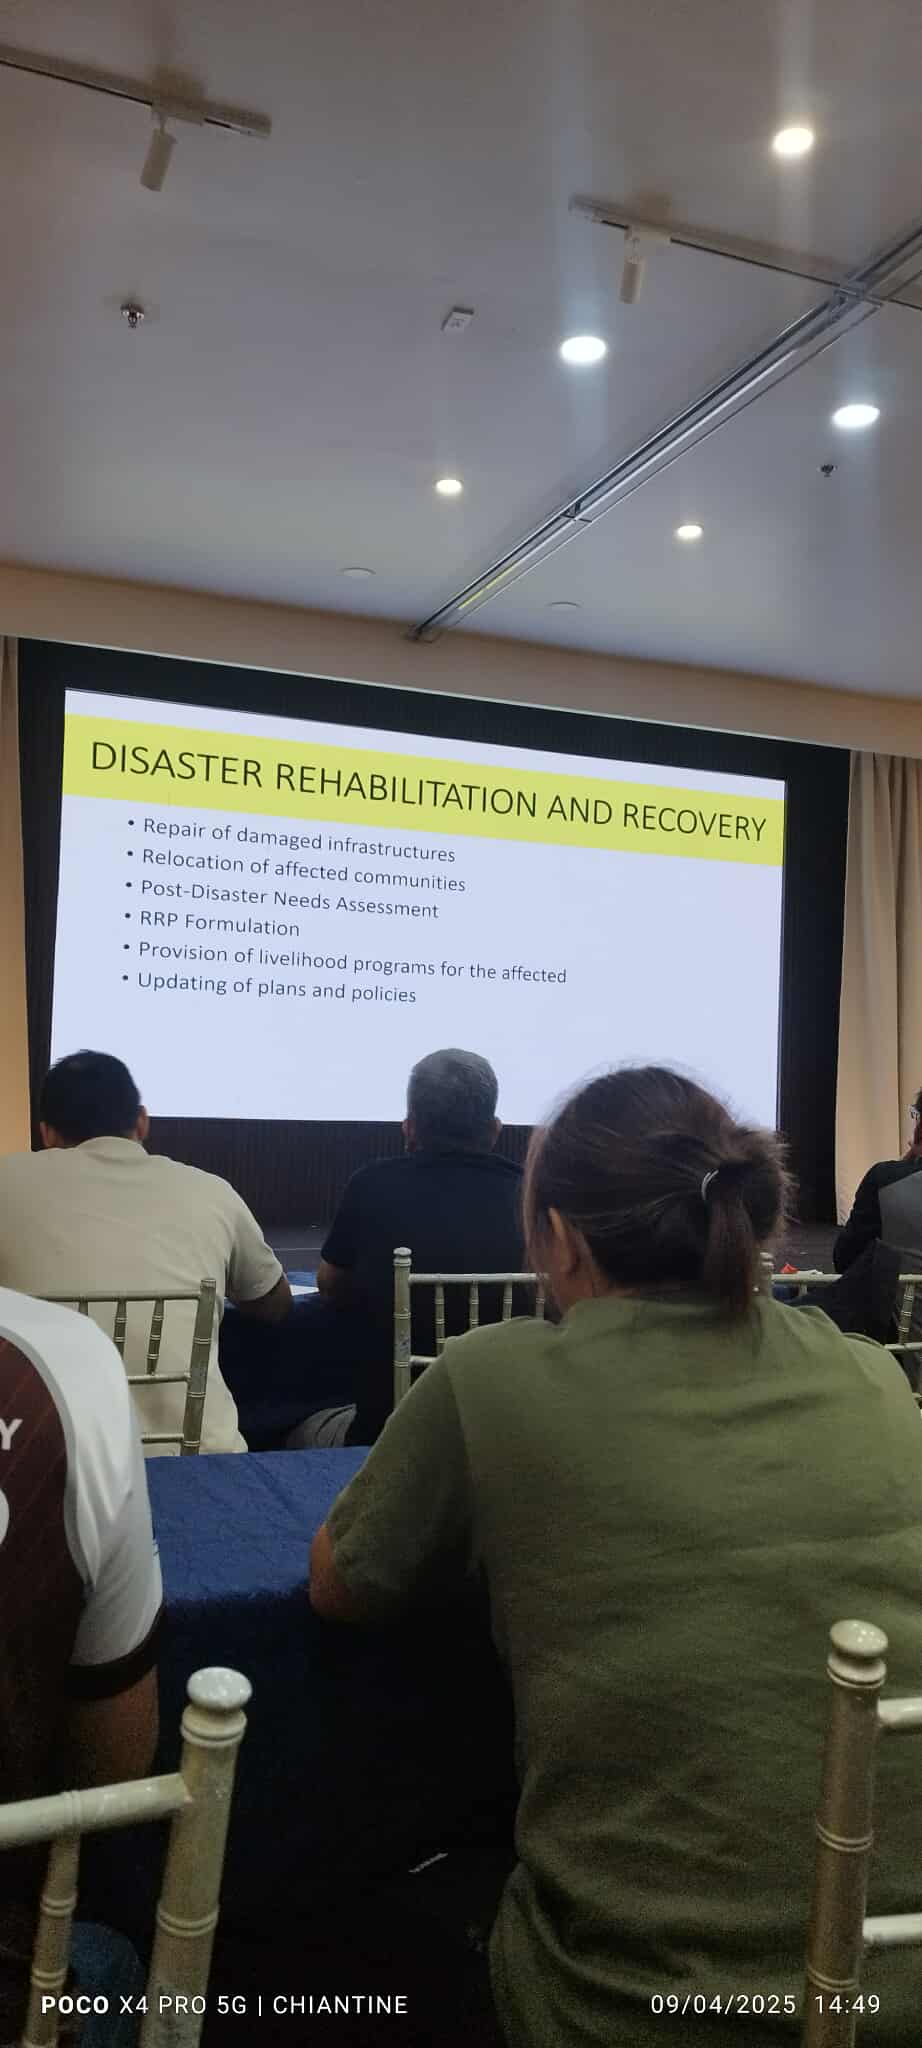 DISASTER REHABILITATION AND RECOVERY
• Repair of damaged infrastructures
• Relocation of affected communities
• Post-Disaster Needs Assessment
• RRP Formulation
• Provision of livelihood programs for the affected
• Updating of plans and policies
Y
POCO X4 PRO 5G | CHIANTINE
09/04/2025 14:49